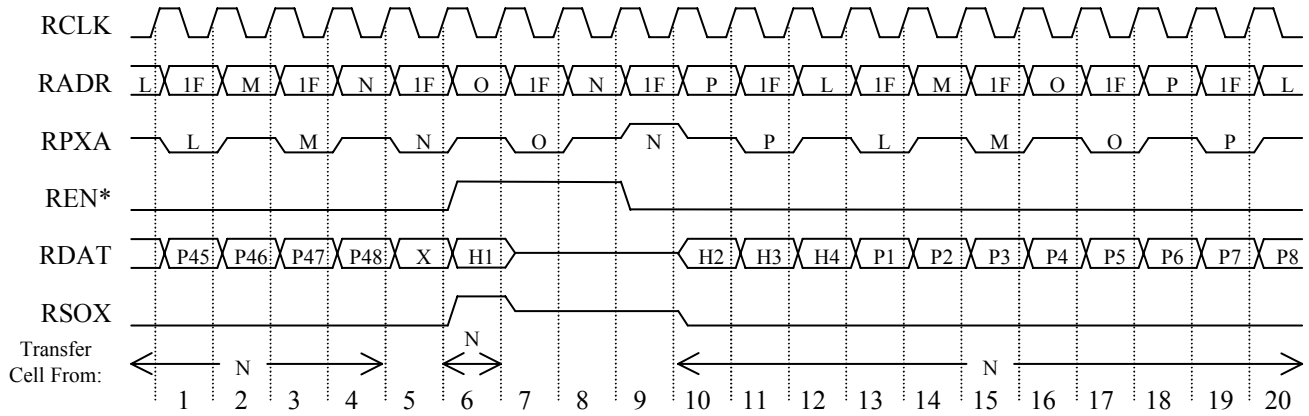 RCLK
RADR L 1F M 1F N 1F O 1F N 1F P 1F L 1F M 1F O 1F P 1F L
RPXA L M N O N P L M O P
REN*
RDAT P45 P46 P47 P48 X H1 H2 H3 H4 P1 P2 P3 P4 P5 P6 P7 P8
RSOX
Transfer
Cell From: N N N
1 2 3 4 5 6 7 8 9 10 11 12 13 14 15 16 17 18 19 20